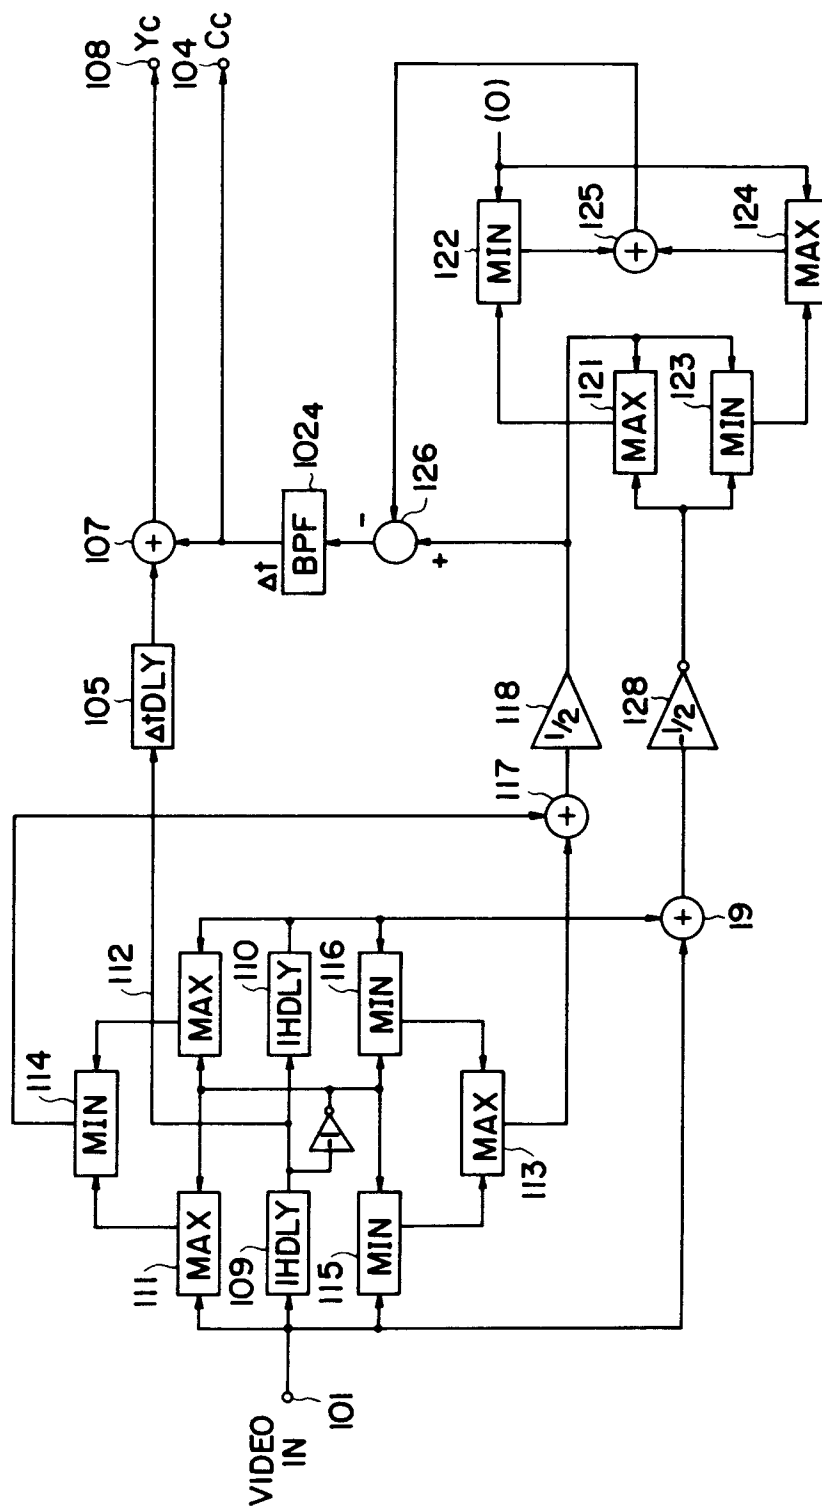 114
MIN
112
105
ΔtDLY
107
+
108
Yc
104
Cc
111
MAX
MAX
Δt
1024
BPF
VIDEO
IN
101
109
1HDLY
-1
110
1HDLY
115
MIN
116
MIN
-
126
+
MAX
113
122
MIN
(0)
117
+
118
1/2
121
MAX
125
+
19
+
128
-1/2
123
MIN
124
MAX